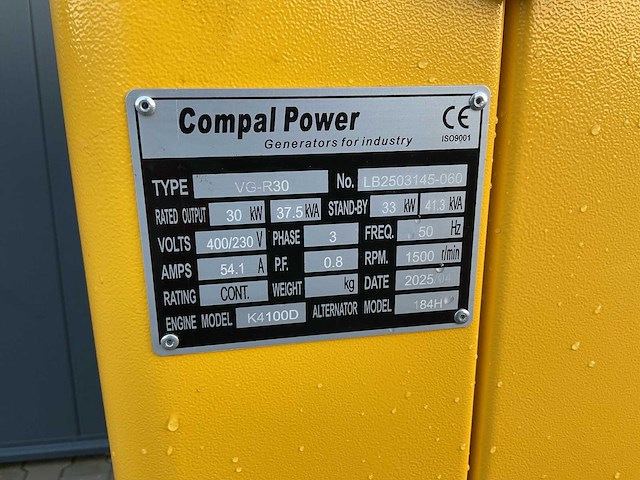 Compal Power
CE
Generators for industry
ISO9001
TYPE VG-R30 No. LB2503145-060
RATED OUTPUT 30 kW 37.5 kVA STAND-BY 33 kW 41.3 kVA
VOLTS 400/230 V PHASE 3 FREQ. 50 Hz
AMPS 54.1 A P.F. 0.8 RPM. 1500 r/min
RATING CONT. WEIGHT kg DATE 2025 04
ENGINE MODEL K4100D ALTERNATOR MODEL 184H